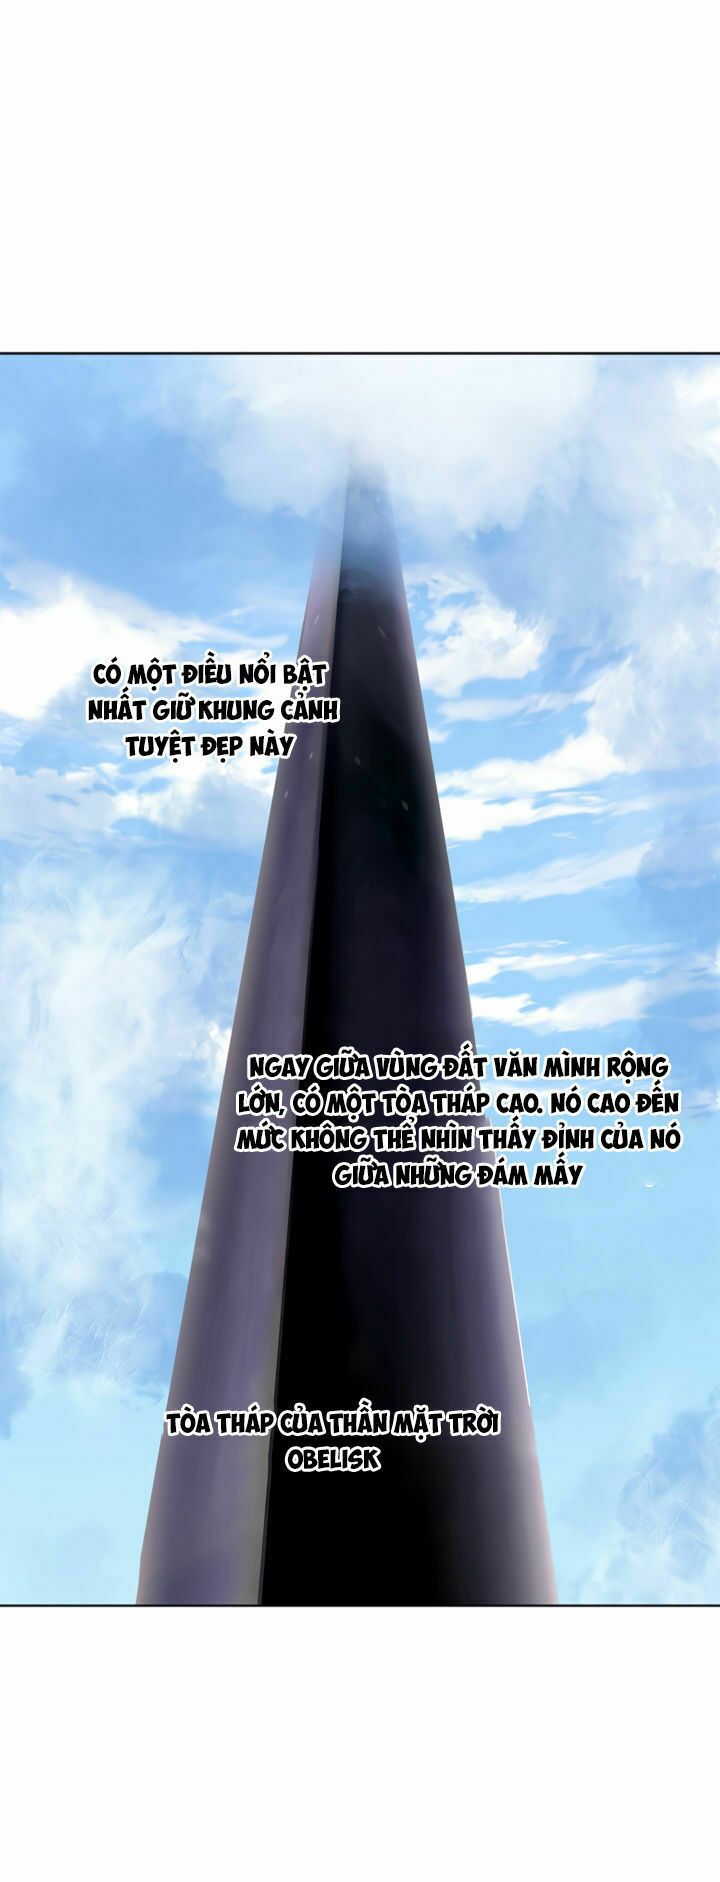 CÓ MỘT ĐIỀU NỔI BẬT
NHẤT GIỮ KHUNG CẢNH
TUYỆT ĐẸP NÀY
NGAY GIỮA VÙNG ĐẤT VĂN MÌNH RỘNG
LỚN, CÓ MỘT TÒA THÁP CAO. NÓ CAO ĐẾN
MỨC KHÔNG THỂ NHÌN THẤY ĐỈNH CỦA NÓ
GIỮA NHỮNG ĐÁM MẤY
TÒA THÁP CỦA THẦN MẶT TRỜI
OBELISK